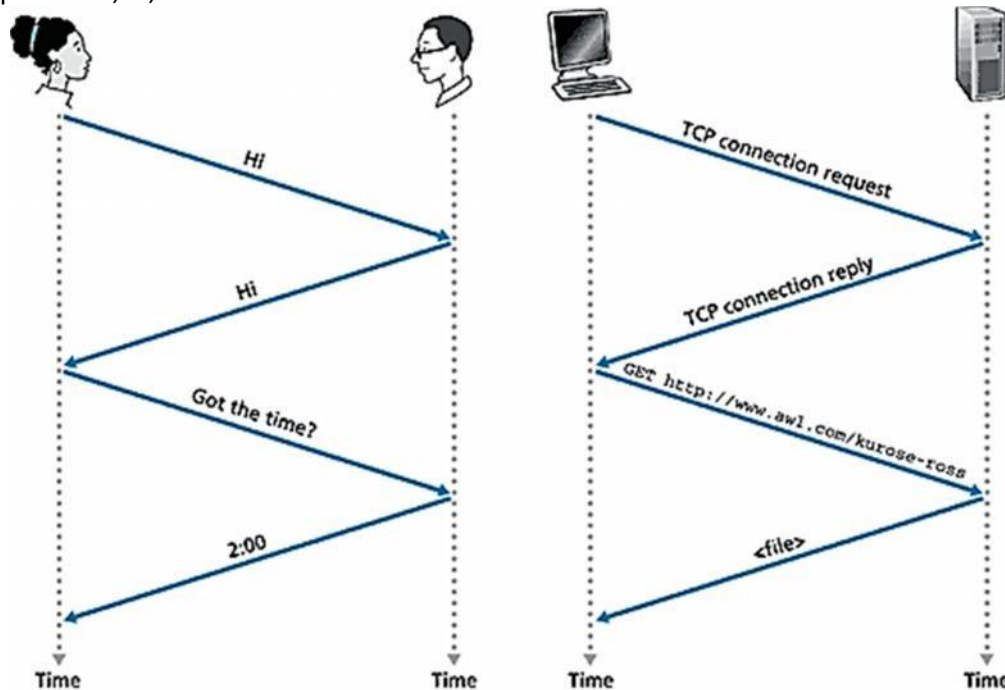 Hi
Hi
Got the time?
2:00
Time
Time
TCP connection request
TCP connection reply
GET http://www.awl.com/kurose-ross
<file>
Time
Time